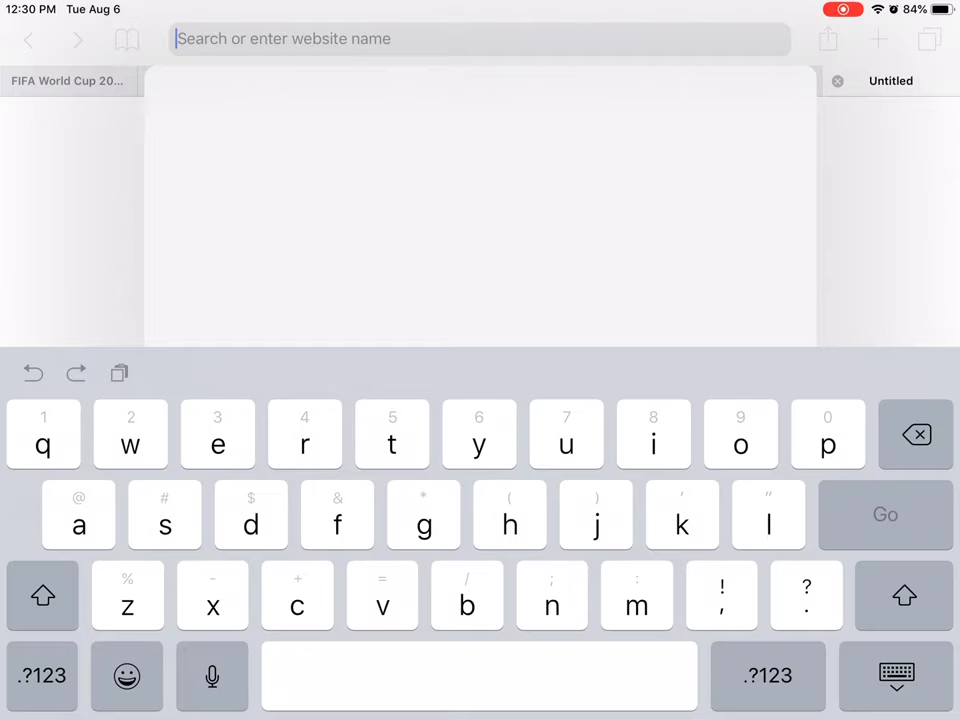 12:30 PM Tue Aug 6 84%
Search or enter website name
FIFA World Cup 20... Untitled
1 2 3 4 5 6 7 8 9 0
q w e r t y u i o p
@ # $ & * ( ) ' "
a s d f g h j k l Go
% - + = / ; : ! ?
z x c v b n m , .
.?123 .?123